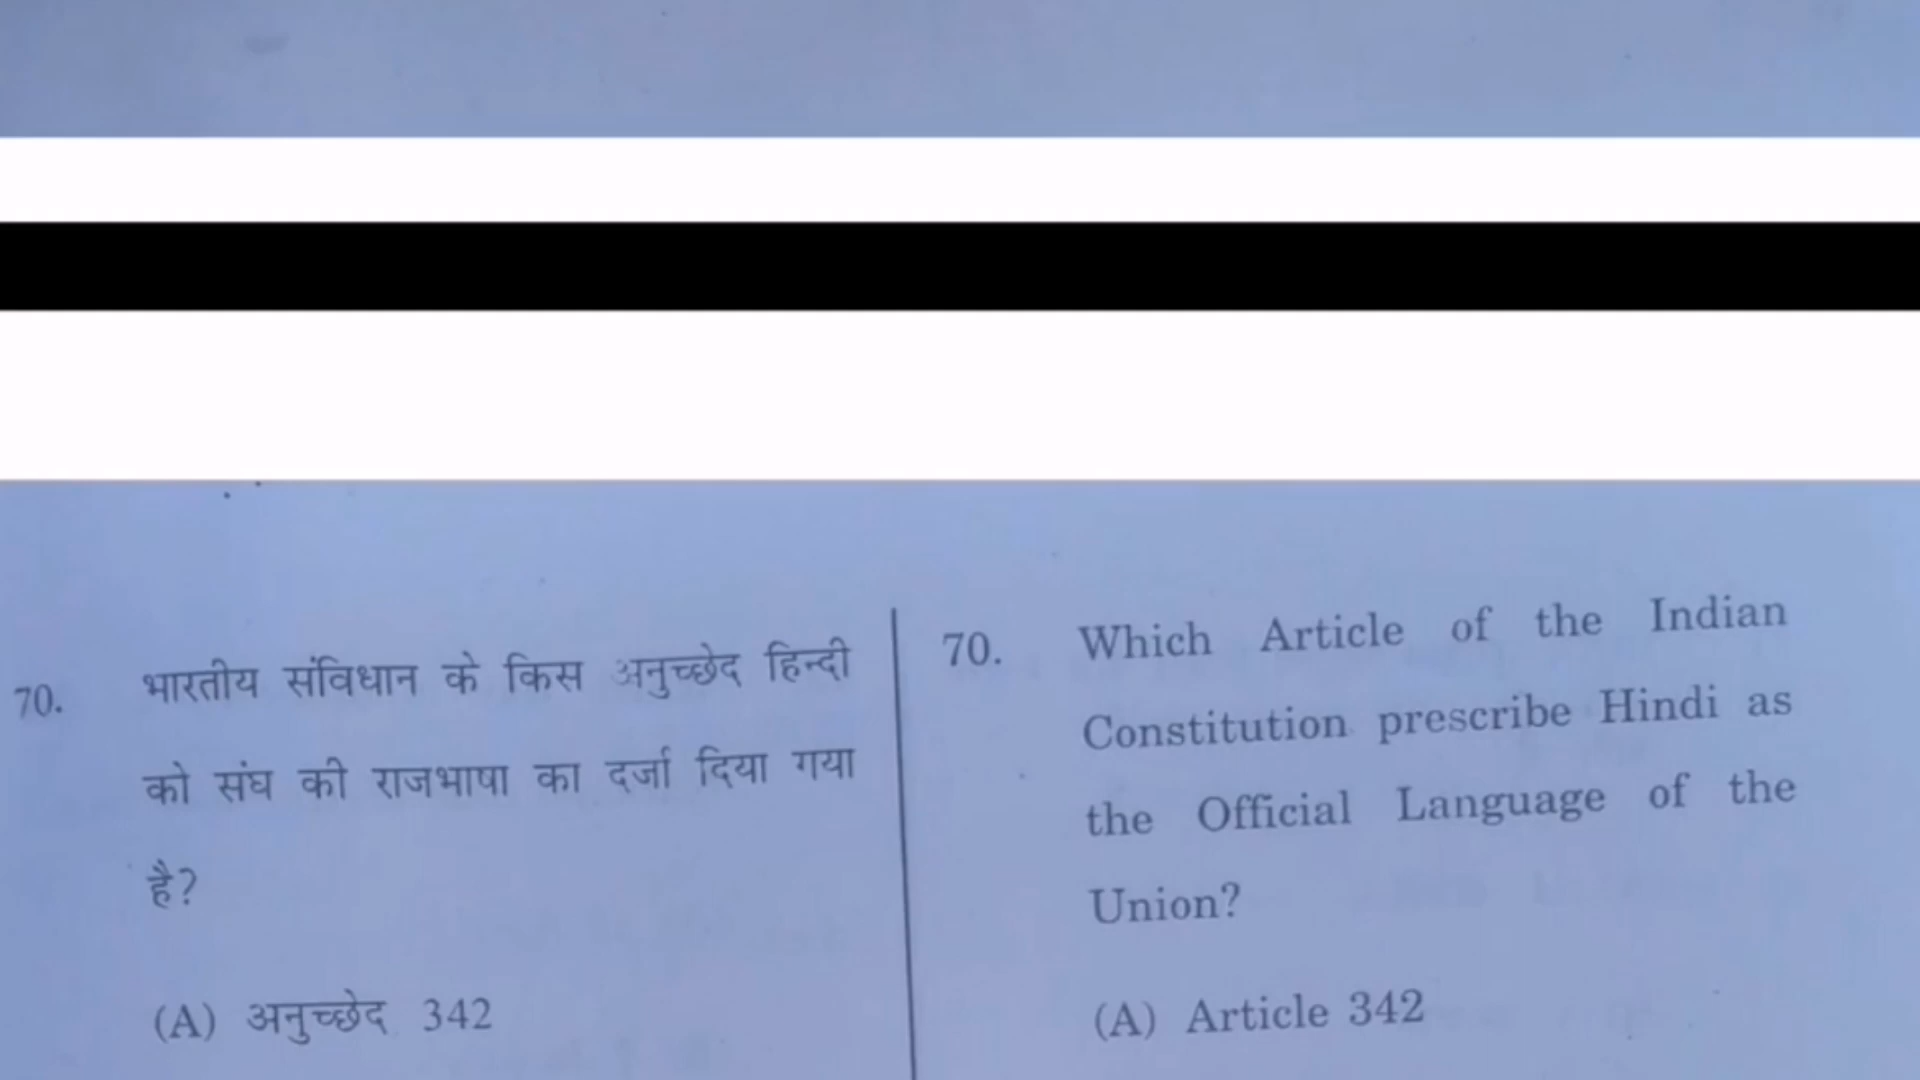 70. भारतीय संविधान के किस अनुच्छेद हिन्दी
को संघ की राजभाषा का दर्जा दिया गया
है?
(A) अनुच्छेद 342
70. Which Article of the Indian
Constitution prescribe Hindi as
the Official Language of the
Union?
(A) Article 342